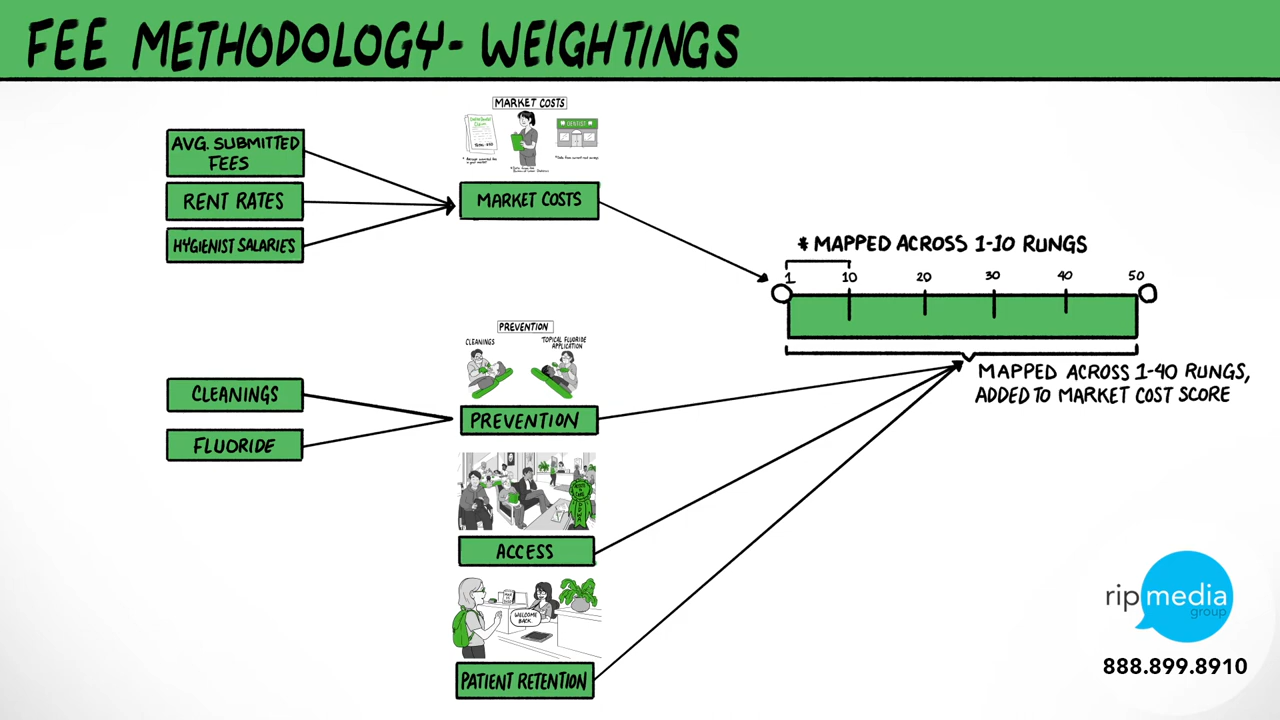 FEE METHODOLOGY- WEIGHTINGS
MARKET COSTS
DENTIST
AVG. SUBMITTED
FEES
RENT RATES
HYGIENIST SALARIES
MARKET COSTS
* MAPPED ACROSS 1-10 RUNGS
1 10 20 30 40 50
MAPPED ACROSS 1-40 RUNGS,
ADDED TO MARKET COST SCORE
PREVENTION
CLEANINGS
TOPICAL FLUORIDE
APPLICATION
CLEANINGS
FLUORIDE
PREVENTION
ACCESS
WELCOME
BACK
PATIENT RETENTION
ripmedia
group
888.899.8910